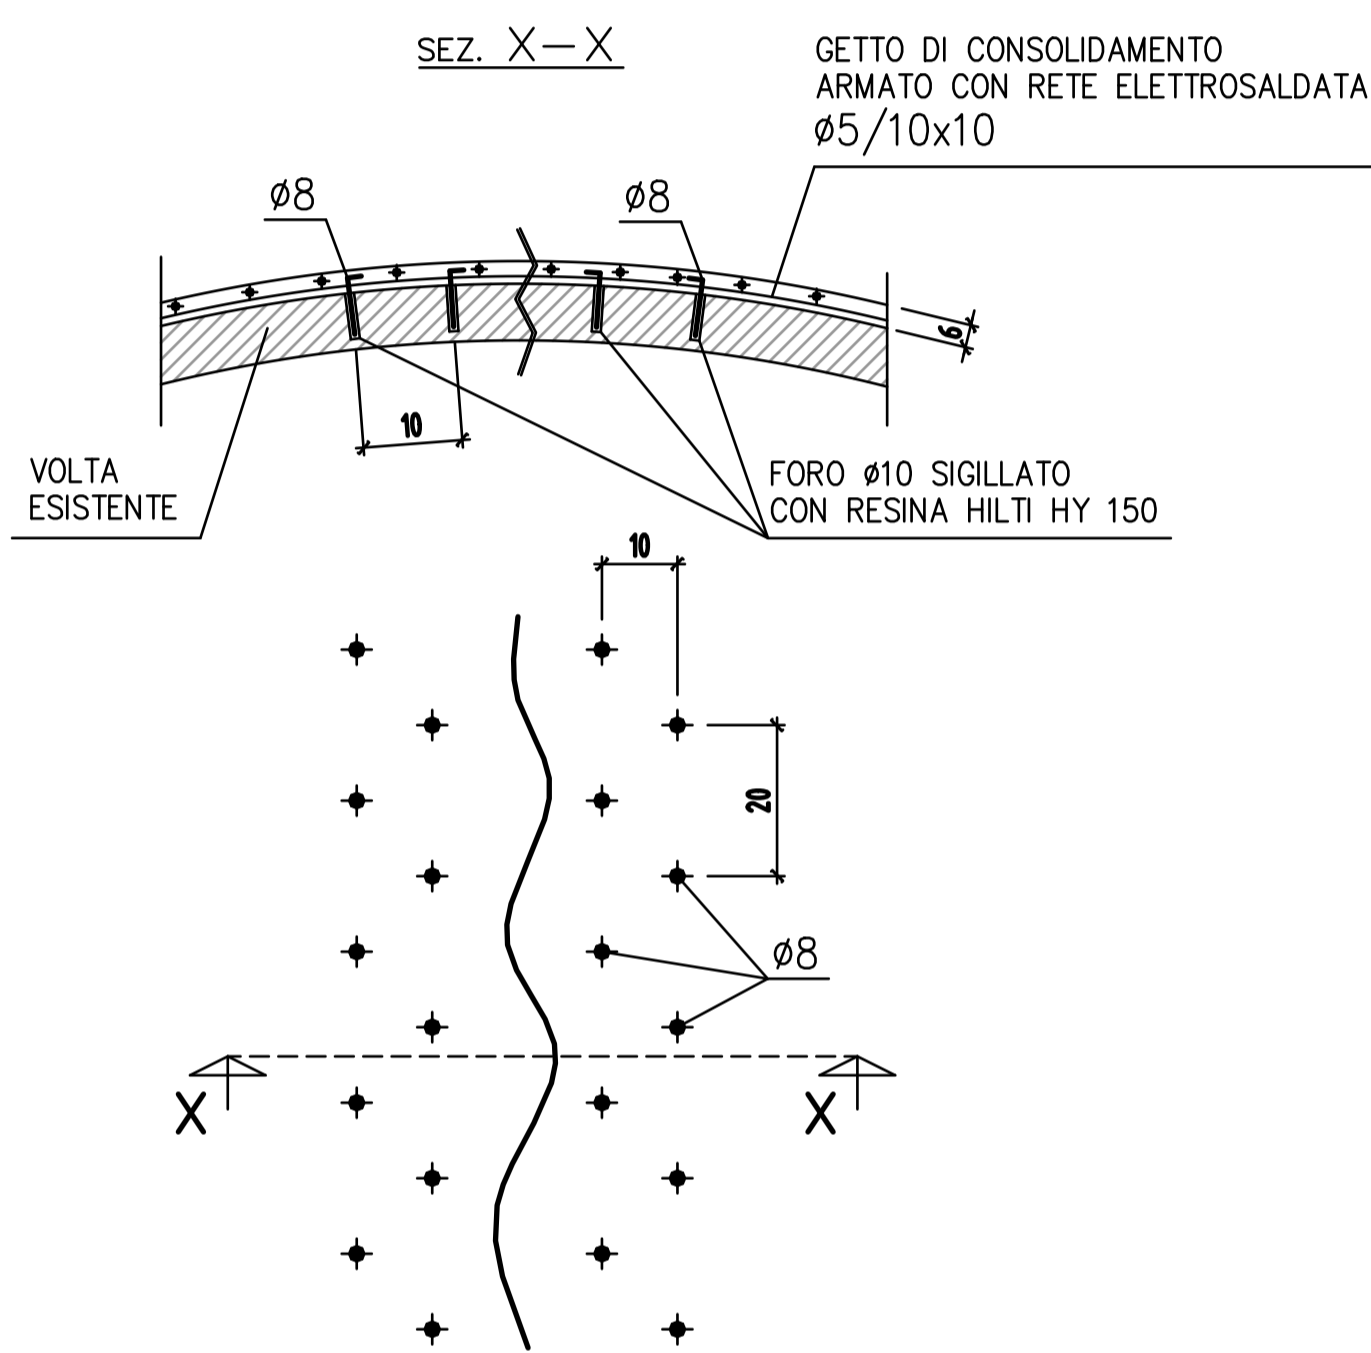 SEZ. X-X
GETTO DI CONSOLIDAMENTO
ARMATO CON RETE ELETTROSALDATA
ø5/10x10
ø8
ø8
6
10
VOLTA
ESISTENTE
FORO ø10 SIGILLATO
CON RESINA HILTI HY 150
10
20
ø8
X
X